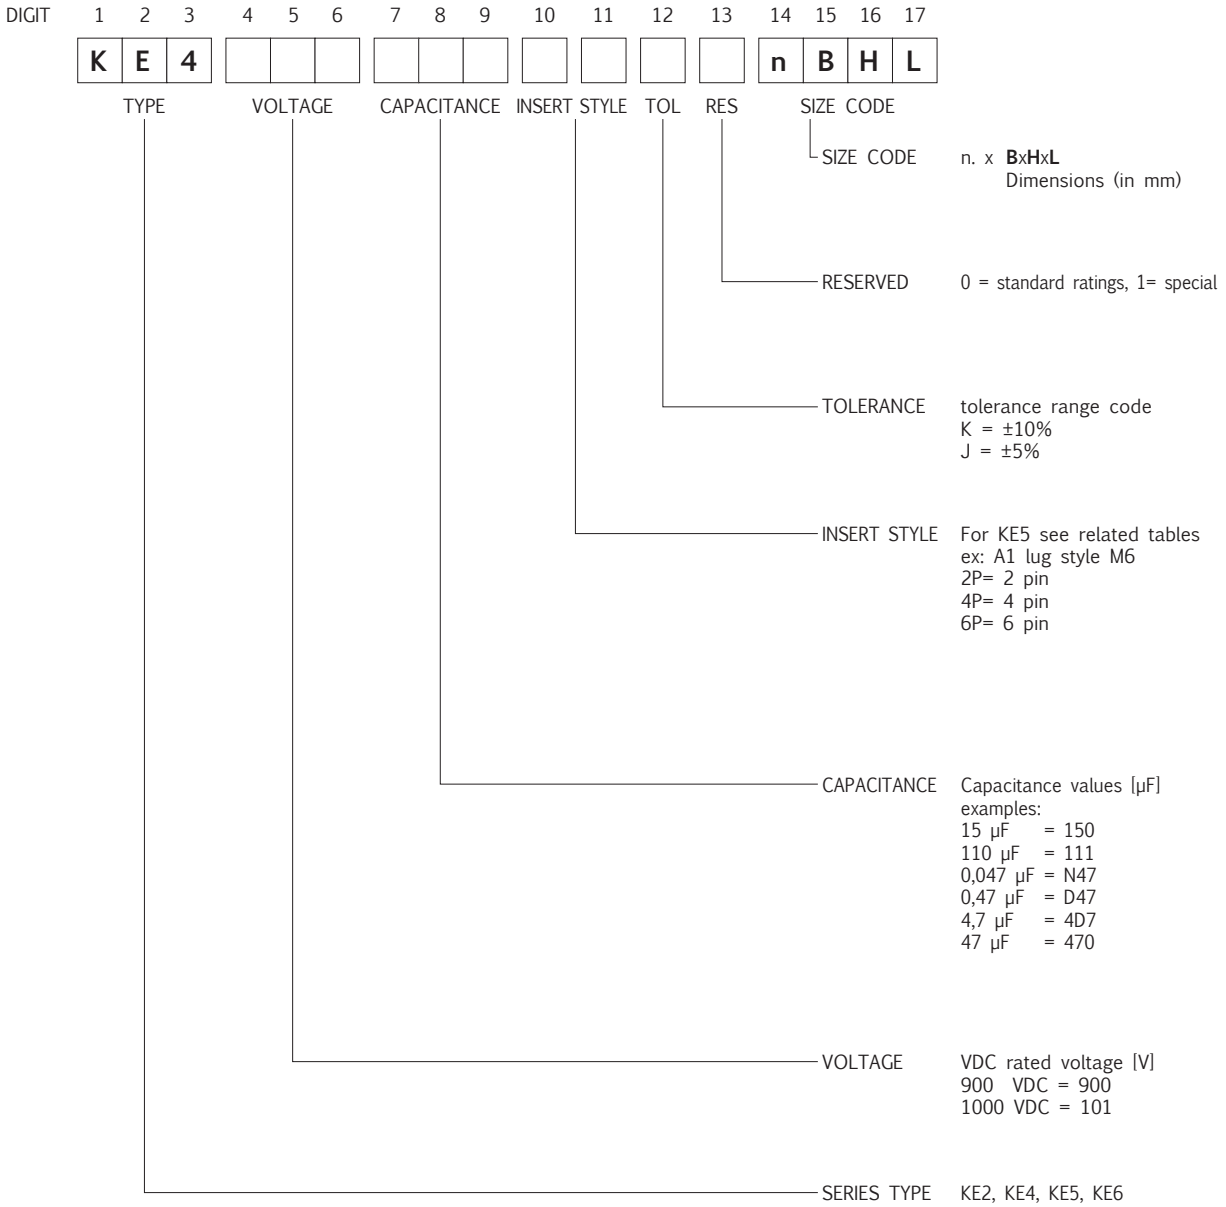 DIGIT 1 2 3 4 5 6 7 8 9 10 11 12 13 14 15 16 17
K E 4 n B H L
TYPE VOLTAGE CAPACITANCE INSERT STYLE TOL RES SIZE CODE
SIZE CODE n. x BxHxL
Dimensions (in mm)
RESERVED 0 = standard ratings, 1= special
TOLERANCE tolerance range code
K = ±10%
J = ±5%
INSERT STYLE For KE5 see related tables
ex: A1 lug style M6
2P= 2 pin
4P= 4 pin
6P= 6 pin
CAPACITANCE Capacitance values [µF]
examples:
15 µF = 150
110 µF = 111
0,047 µF = N47
0,47 µF = D47
4,7 µF = 4D7
47 µF = 470
VOLTAGE VDC rated voltage [V]
900 VDC = 900
1000 VDC = 101
SERIES TYPE KE2, KE4, KE5, KE6